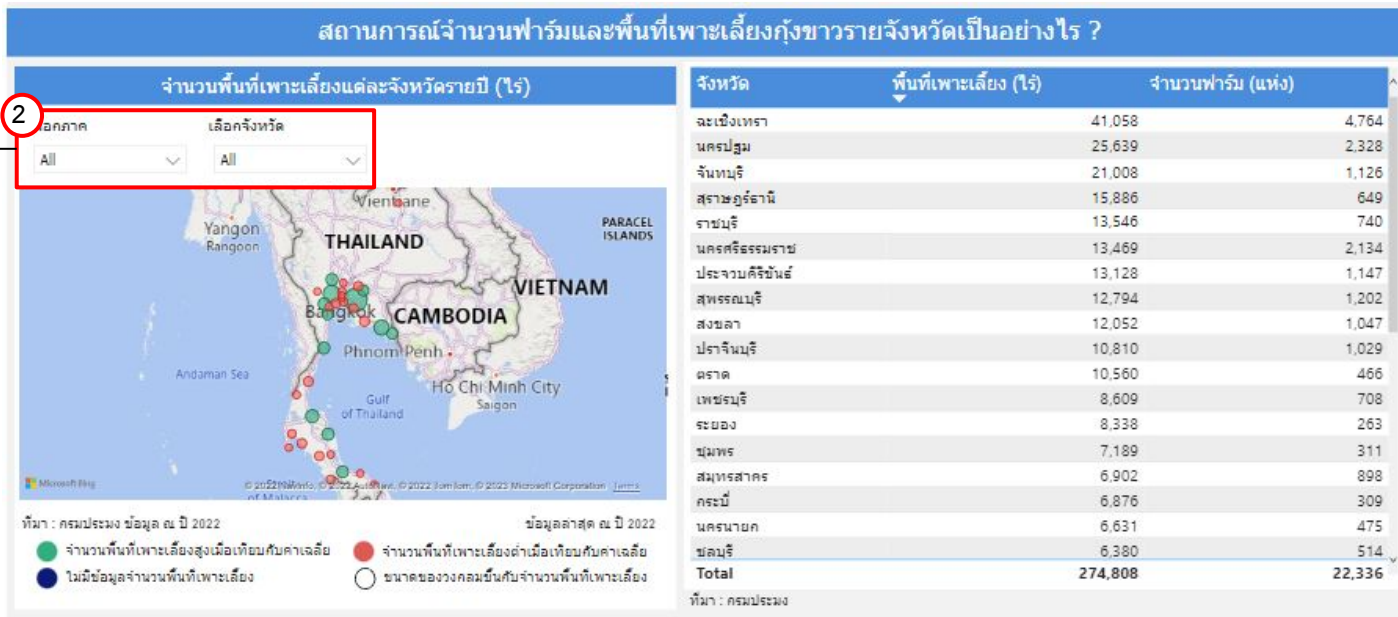 สถานการณ์จำนวนฟาร์มและพื้นที่เพาะเลี้ยงกุ้งขาวรายจังหวัดเป็นอย่างไร ?
จำนวนพื้นที่เพาะเลี้ยงแต่ละจังหวัดรายปี (ไร่)
2
เลือกจังหวัด
All
All
Vientiane
Yangon
Rangoon
THAILAND
PARACEL
ISLANDS
VIETNAM
Bangkok
CAMBODIA
Phnom Penh
Andaman Sea
Ho Chi Minh City
Saigon
Gulf
of Thailand
Microsoft Bing
© 2023 Microsoft Corporation Terms
ที่มา : กรมประมง ข้อมูล ณ ปี 2022
ข้อมูลล่าสุด ณ ปี 2022
จำนวนพื้นที่เพาะเลี้ยงสูงเมื่อเทียบกับค่าเฉลี่ย
จำนวนพื้นที่เพาะเลี้ยงต่ำเมื่อเทียบกับค่าเฉลี่ย
ไม่มีข้อมูลจำนวนพื้นที่เพาะเลี้ยง
ขนาดของวงกลมขึ้นกับจำนวนพื้นที่เพาะเลี้ยง
จังหวัด พื้นที่เพาะเลี้ยง (ไร่) จำนวนฟาร์ม (แห่ง)
ฉะเชิงเทรา 41,058 4,764
นครปฐม 25,639 2,328
จันทบุรี 21,008 1,126
สุราษฎร์ธานี 15,886 649
ราชบุรี 13,546 740
นครศรีธรรมราช 13,469 2,134
ประจวบคีรีขันธ์ 13,128 1,147
สุพรรณบุรี 12,794 1,202
สงขลา 12,052 1,047
ปราจีนบุรี 10,810 1,029
ตราด 10,560 466
เพชรบุรี 8,609 708
ระยอง 8,338 263
ชุมพร 7,189 311
สมุทรสาคร 6,902 898
กระบี่ 6,876 309
นครนายก 6,631 475
ชลบุรี 6,380 514
Total 274,808 22,336
ที่มา : กรมประมง